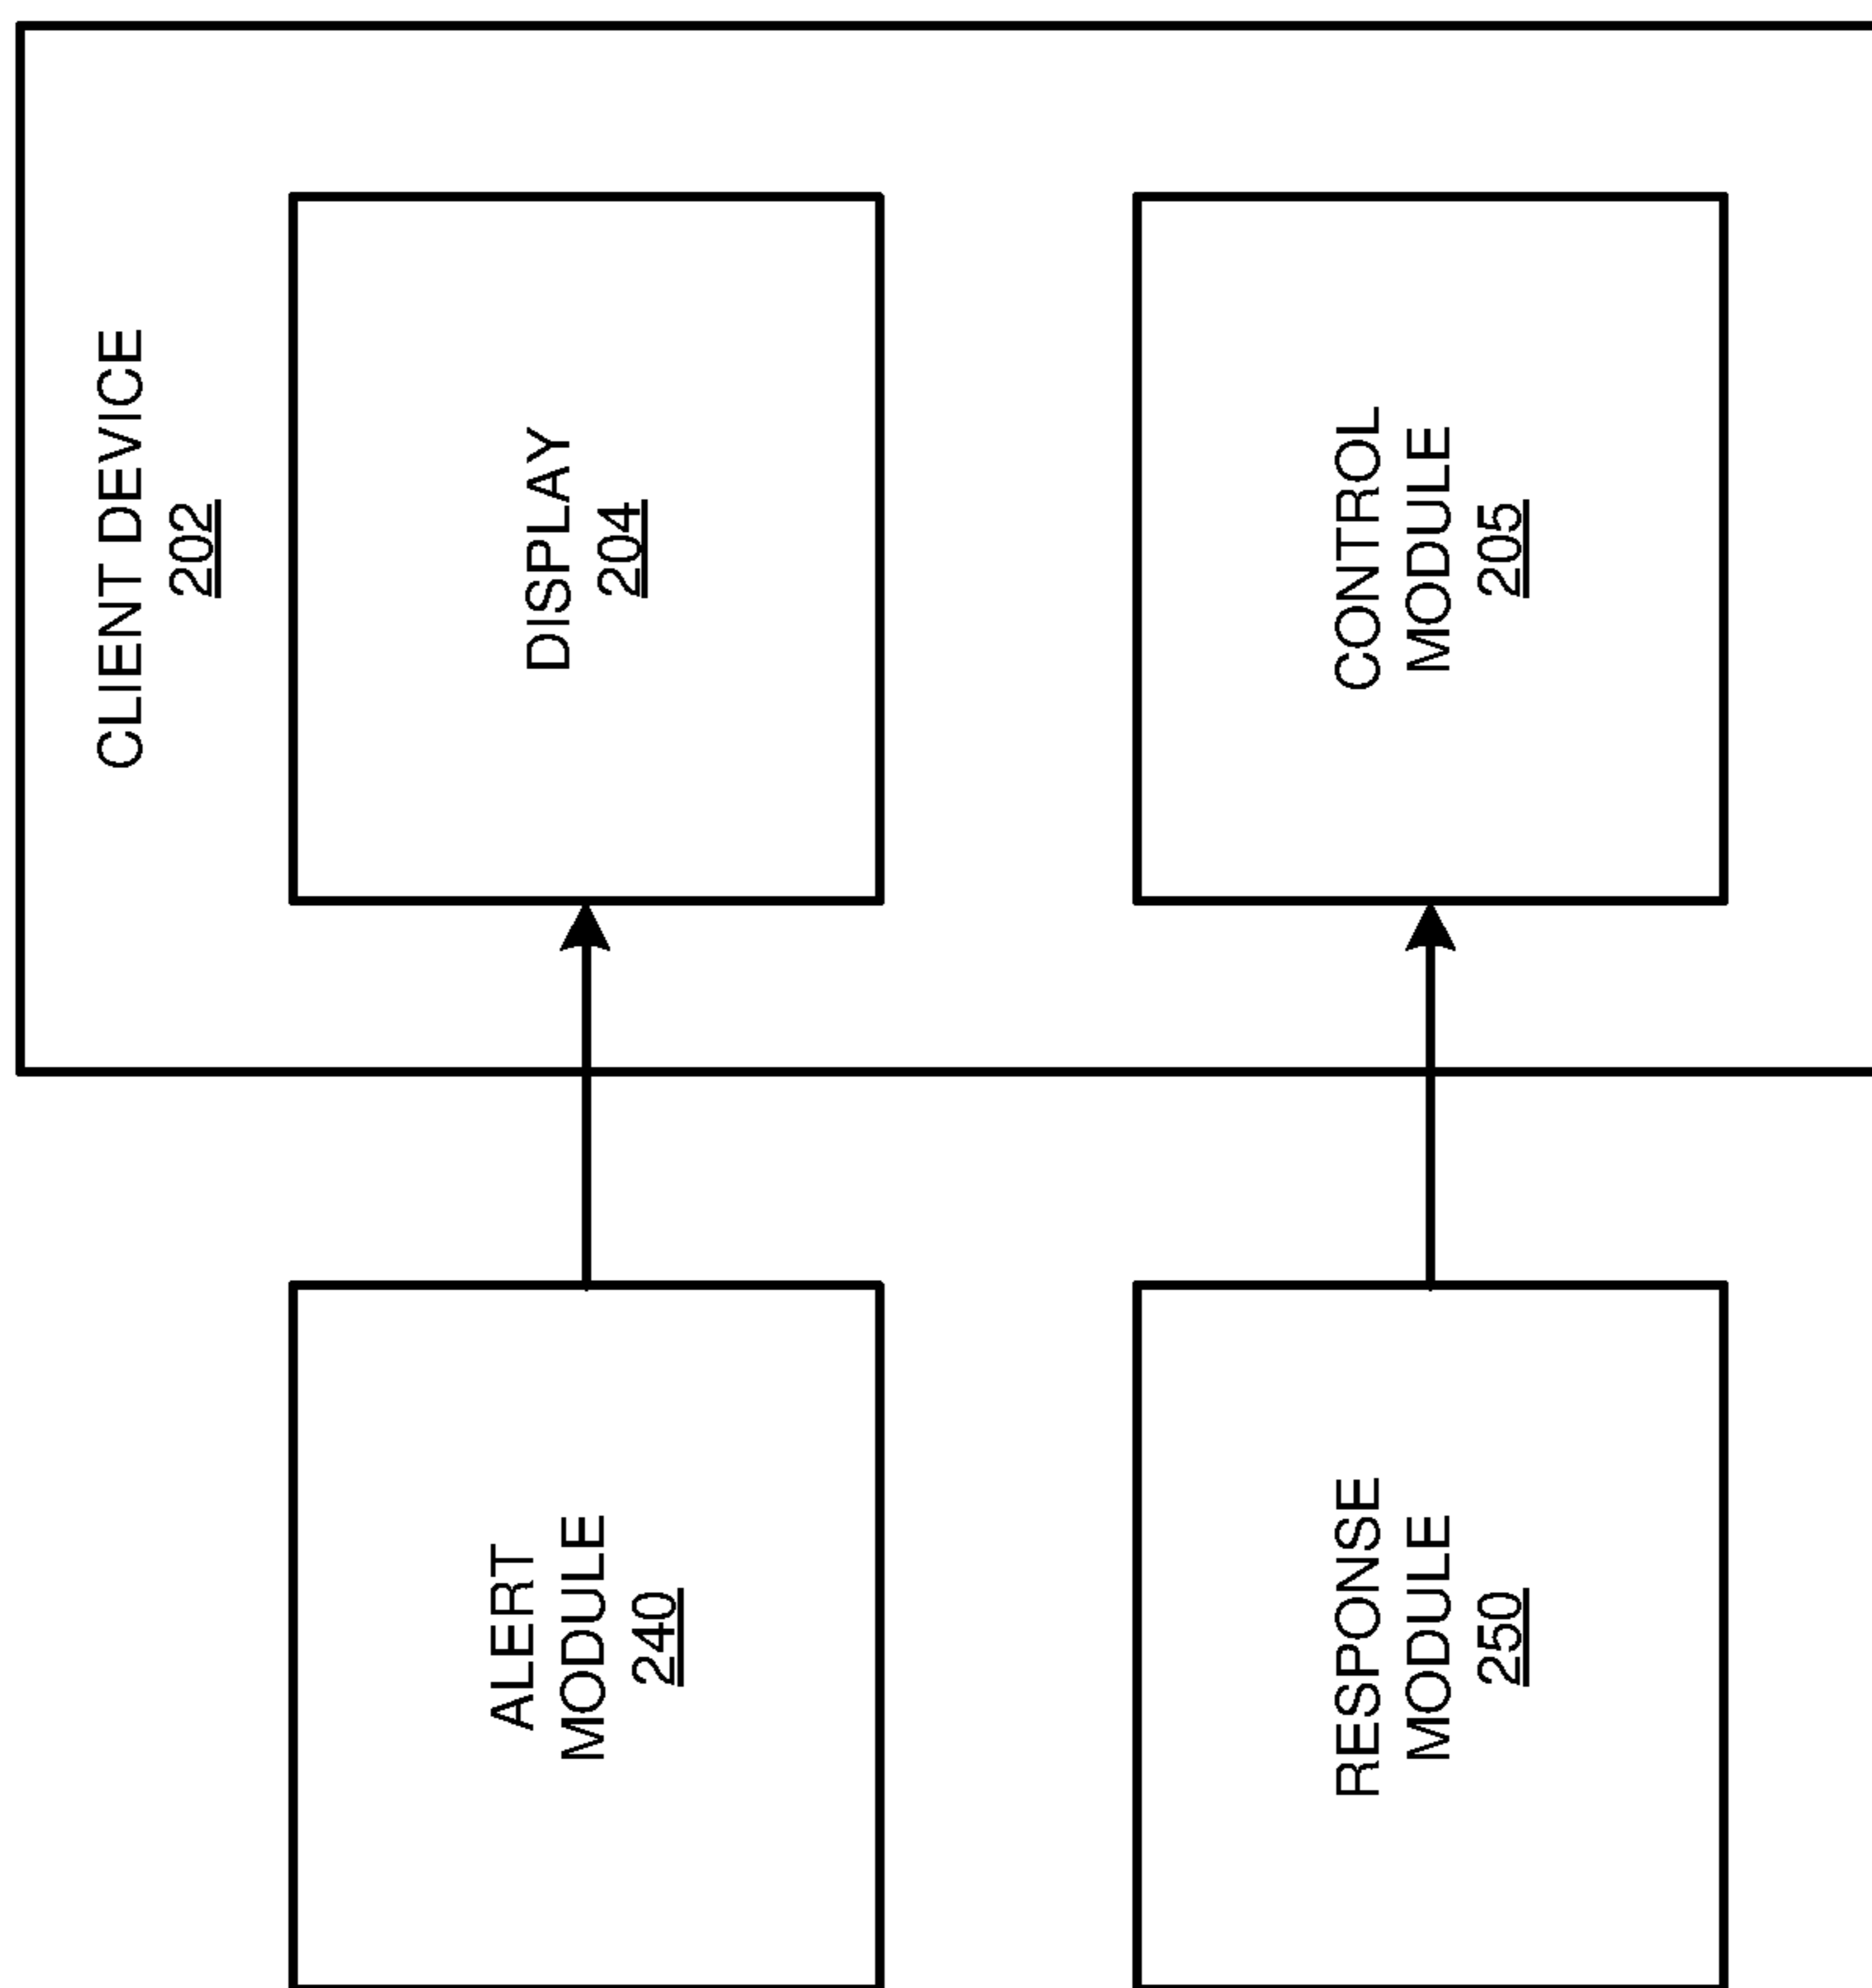 CLIENT DEVICE
202
DISPLAY
204
CONTROL
MODULE
205
ALERT
MODULE
240
RESPONSE
MODULE
250